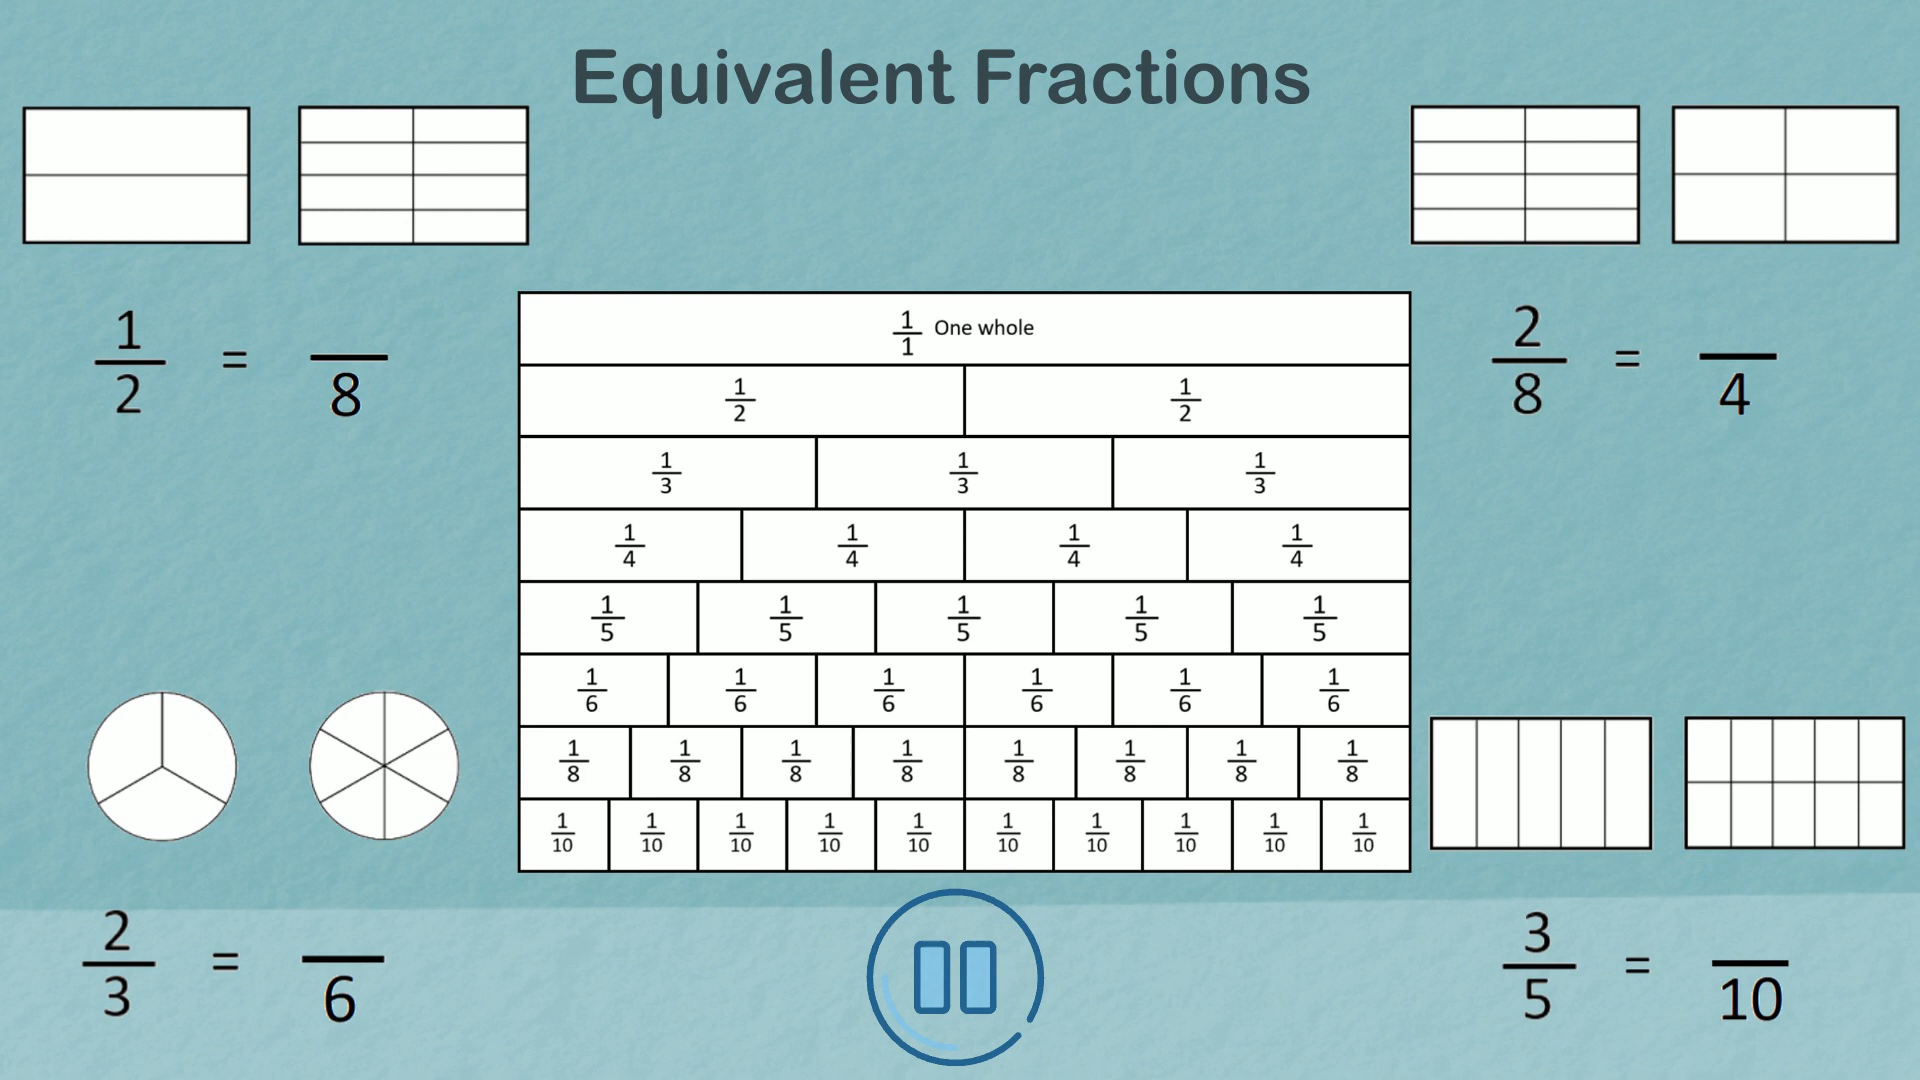 Equivalent Fractions
1/2 = __/8
2/8 = __/4
1/1 One whole
1/2 1/2
1/3 1/3 1/3
1/4 1/4 1/4 1/4
1/5 1/5 1/5 1/5 1/5
1/6 1/6 1/6 1/6 1/6 1/6
1/8 1/8 1/8 1/8 1/8 1/8 1/8 1/8
1/10 1/10 1/10 1/10 1/10 1/10 1/10 1/10 1/10 1/10
2/3 = __/6
3/5 = __/10